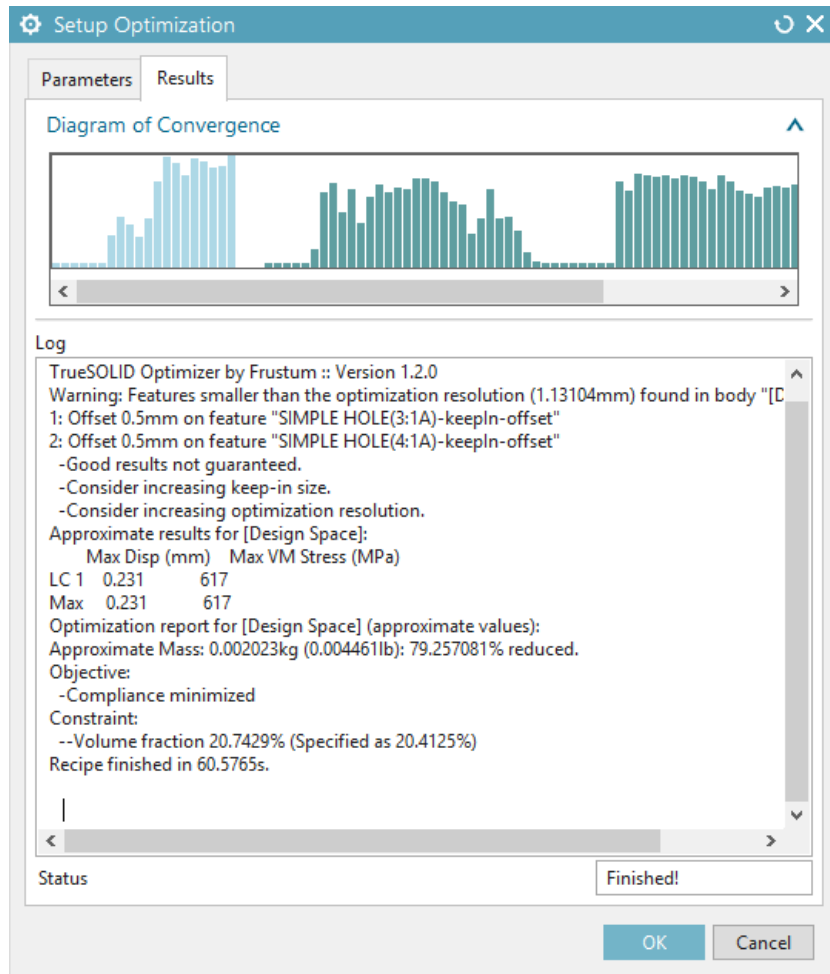 Setup Optimization
Parameters
Results
Diagram of Convergence
Log
TrueSOLID Optimizer by Frustum :: Version 1.2.0
Warning: Features smaller than the optimization resolution (1.13104mm) found in body "[D
1: Offset 0.5mm on feature "SIMPLE HOLE(3:1A)-keepIn-offset"
2: Offset 0.5mm on feature "SIMPLE HOLE(4:1A)-keepIn-offset"
-Good results not guaranteed.
-Consider increasing keep-in size.
-Consider increasing optimization resolution.
Approximate results for [Design Space]:
Max Disp (mm) Max VM Stress (MPa)
LC 1 0.231 617
Max 0.231 617
Optimization report for [Design Space] (approximate values):
Approximate Mass: 0.002023kg (0.004461lb): 79.257081% reduced.
Objective:
-Compliance minimized
Constraint:
--Volume fraction 20.7429% (Specified as 20.4125%)
Recipe finished in 60.5765s.
Status
Finished!
OK
Cancel